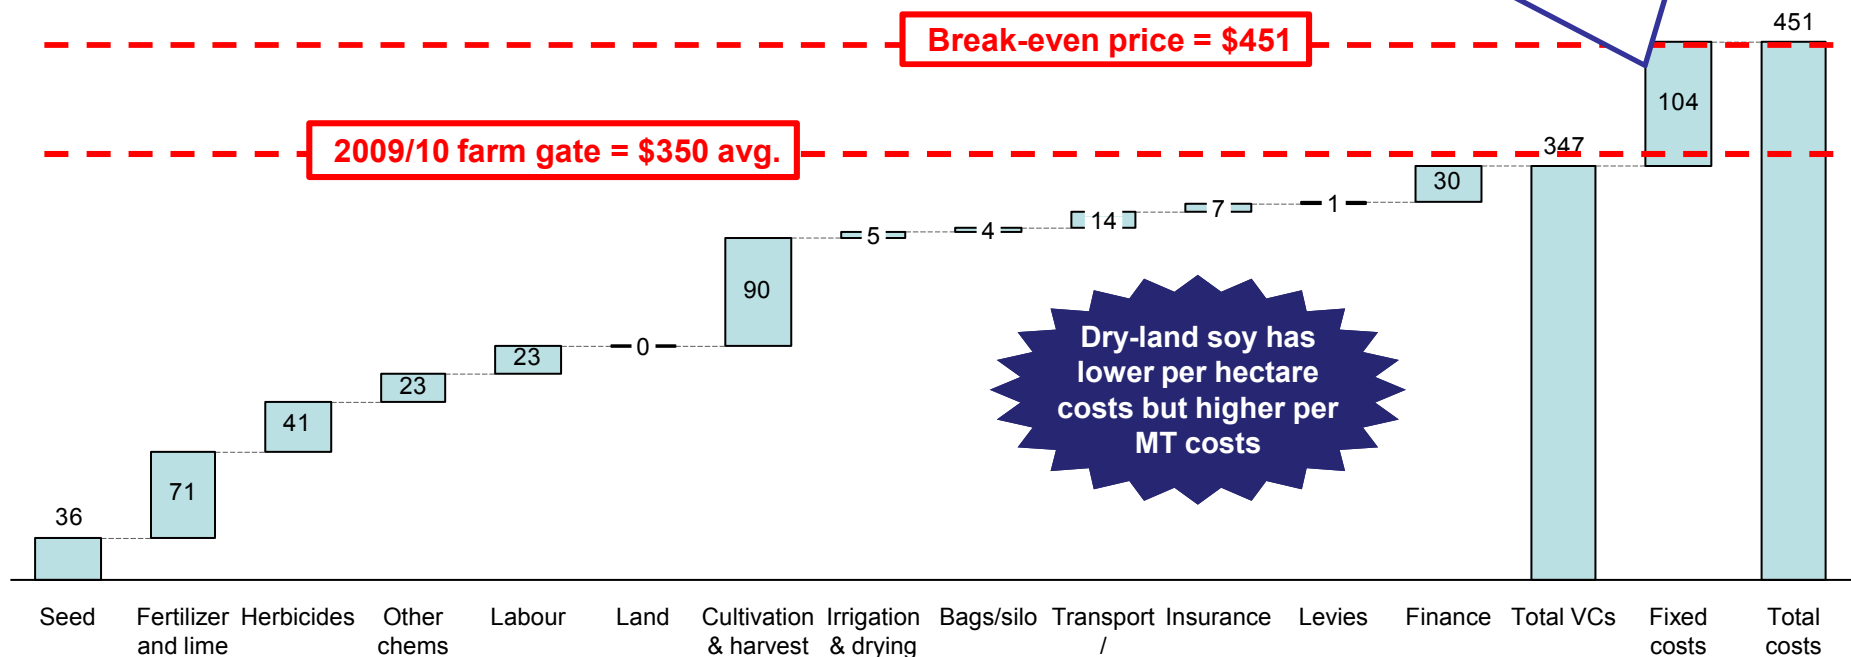 451
Break-even price = $451
104
2009/10 farm gate = $350 avg.
347
30
1
7
14
4
5
90
0
23
23
41
71
36
Dry-land soy has
lower per hectare
costs but higher per
MT costs
Seed
Fertilizer
and lime
Herbicides
Other
chems
Labour
Land
Cultivation
& harvest
Irrigation
& drying
Bags/silo
Transport
/
Insurance
Levies
Finance
Total VCs
Fixed
costs
Total
costs